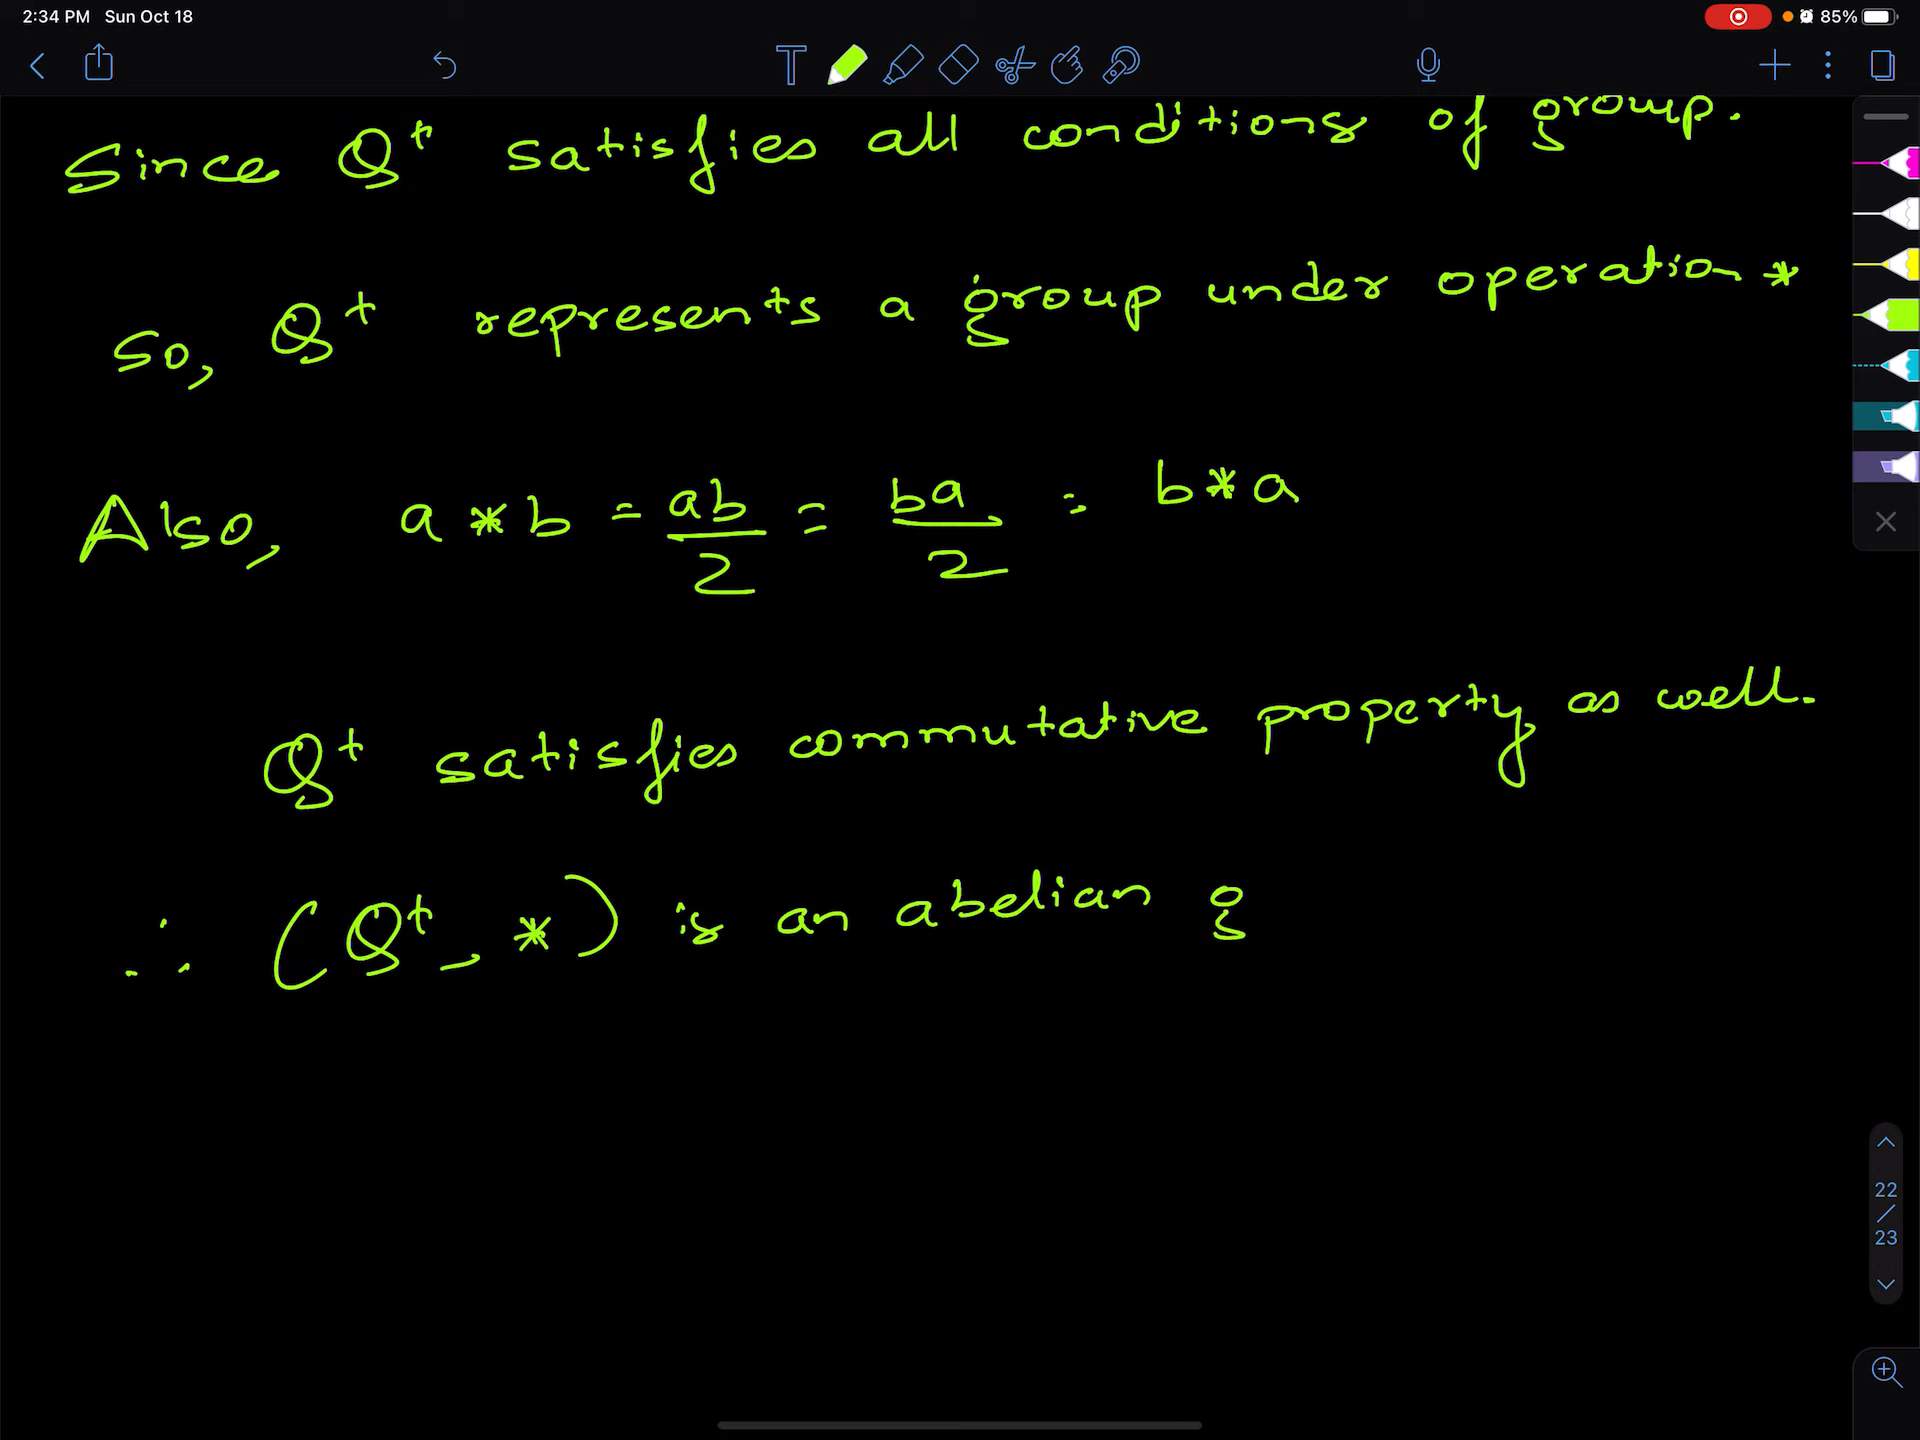 2:34 PM Sun Oct 18 85%
Since Q⁺ satisfies all conditions of group.
So, Q⁺ represents a group under operation *
Also, a * b = ab/2 = ba/2 = b * a
Q⁺ satisfies commutative property as well.
∴ (Q⁺, *) is an abelian g
22
/
23